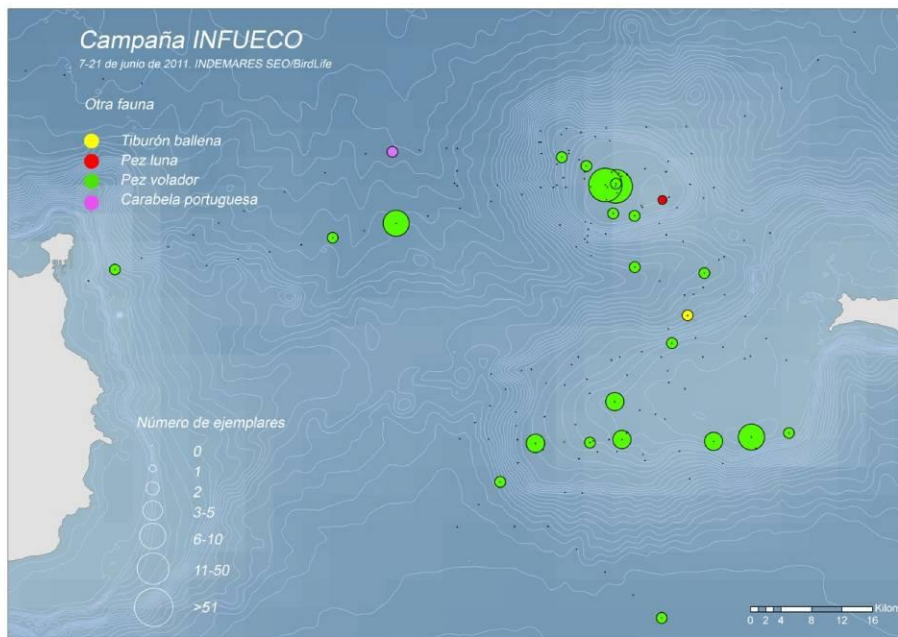 Campaña INFUECO
7-21 de junio de 2011. INDEMARES SEO/BirdLife
Otra fauna
Tiburón ballena
Pez luna
Pez volador
Carabela portuguesa
Número de ejemplares
0
1
2
3-5
6-10
11-50
>51
Kilom
0 2 4 8 12 16